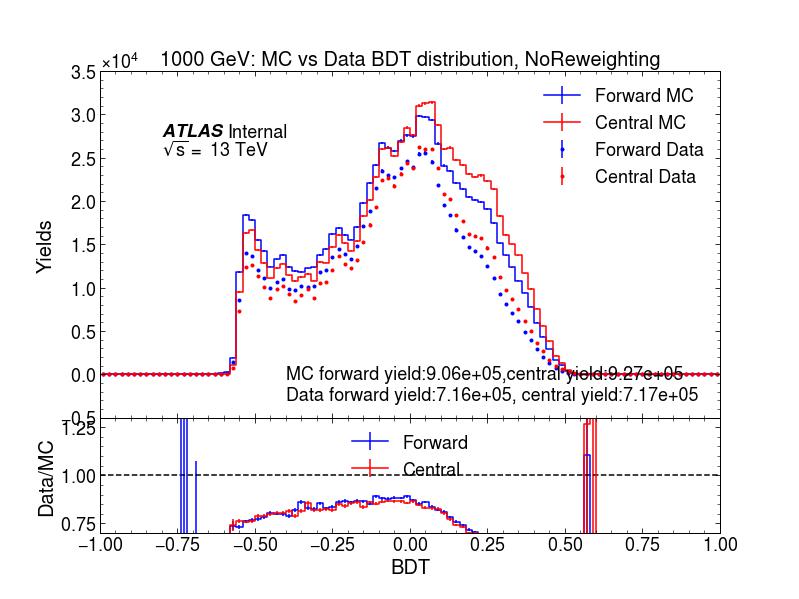 ×10⁴ 1000 GeV: MC vs Data BDT distribution, NoReweighting
3.5
3.0
2.5
2.0
1.5
1.0
0.5
0.0
0.5
Yields
ATLAS Internal
√s = 13 TeV
Forward MC
Central MC
Forward Data
Central Data
MC forward yield:9.06e+05,central yield:9.27e+05
Data forward yield:7.16e+05, central yield:7.17e+05
1.25
1.00
0.75
Data/MC
Forward
Central
−1.00 −0.75 −0.50 −0.25 0.00 0.25 0.50 0.75 1.00
BDT